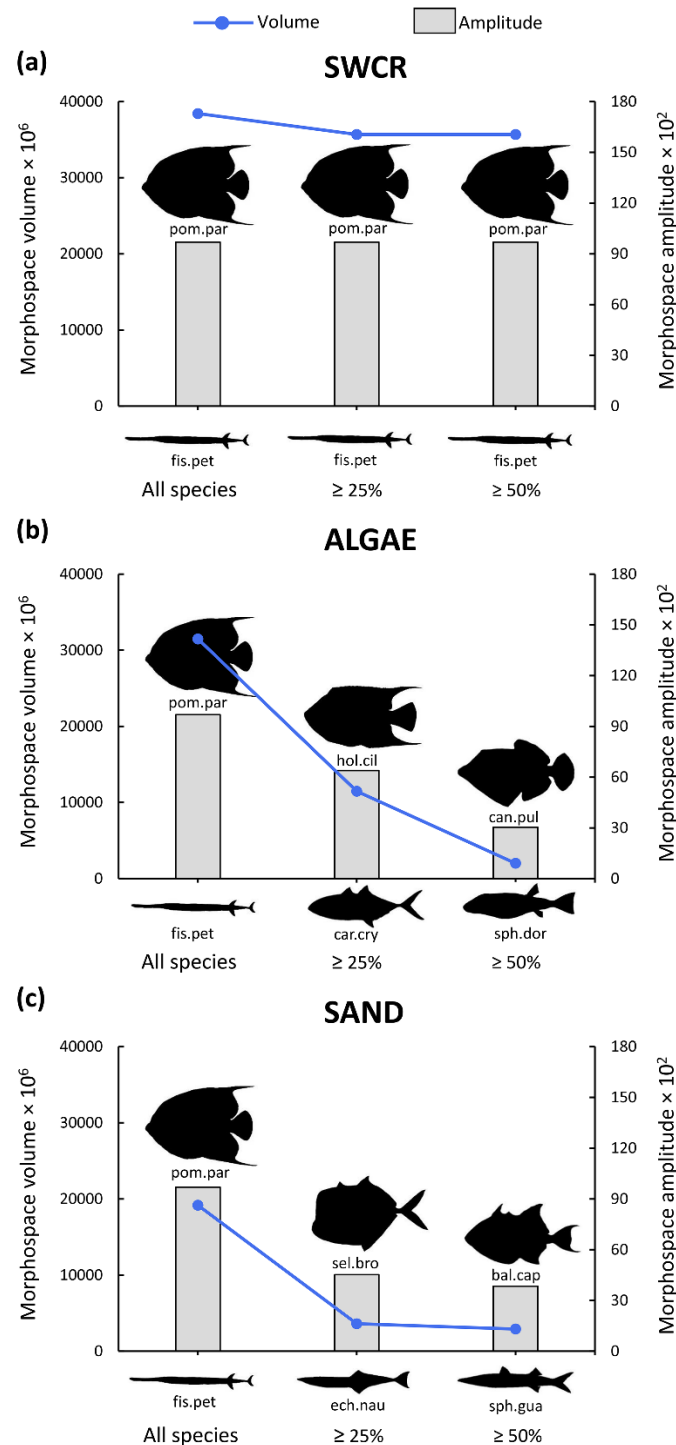 Volume Amplitude
(a) SWCR
40000 180
30000 150
20000 120
10000 90
0 60
30
0
Morphospace volume × 10⁶
Morphospace amplitude × 10²
pom.par pom.par pom.par
fis.pet fis.pet fis.pet
All species ≥ 25% ≥ 50%
(b) ALGAE
40000 180
30000 150
20000 120
10000 90
0 60
30
0
Morphospace volume × 10⁶
Morphospace amplitude × 10²
pom.par
hol.cil
can.pul
fis.pet car.cry sph.dor
All species ≥ 25% ≥ 50%
(c) SAND
40000 180
30000 150
20000 120
10000 90
0 60
30
0
Morphospace volume × 10⁶
Morphospace amplitude × 10²
pom.par
sel.bro
bal.cap
fis.pet ech.nau sph.gua
All species ≥ 25% ≥ 50%